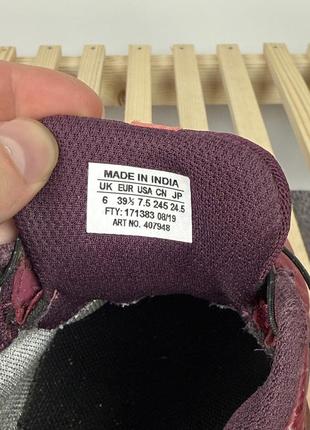 MADE IN INDIA
UK EUR USA CN JP
6 39½ 7.5 245 24.5
FTY: 171383 08/19
ART NO. 407948